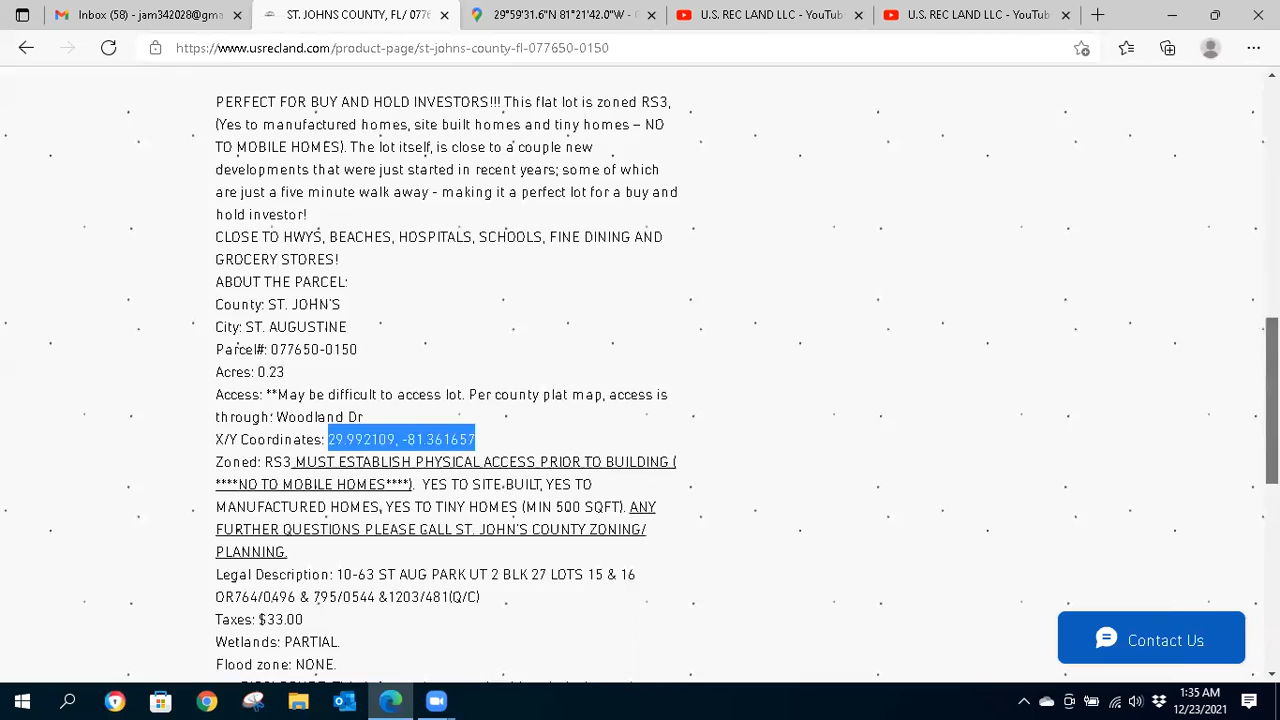 Inbox (58) - jam342028@gma
ST. JOHNS COUNTY, FL/ 0776
29°59'31.6"N 81°21'42.0"W - G
U.S. REC LAND LLC - YouTube
U.S. REC LAND LLC - YouTube
https://www.usrecland.com/product-page/st-johns-county-fl-077650-0150
PERFECT FOR BUY AND HOLD INVESTORS!!! This flat lot is zoned RS3,
(Yes to manufactured homes, site built homes and tiny homes – NO
TO MOBILE HOMES). The lot itself, is close to a couple new
developments that were just started in recent years; some of which
are just a five minute walk away - making it a perfect lot for a buy and
hold investor!
CLOSE TO HWYS, BEACHES, HOSPITALS, SCHOOLS, FINE DINING AND
GROCERY STORES!
ABOUT THE PARCEL:
County: ST. JOHN'S
City: ST. AUGUSTINE
Parcel#: 077650-0150
Acres: 0.23
Access: **May be difficult to access lot. Per county plat map, access is
through: Woodland Dr
X/Y Coordinates: 29.992109, -81.361657
Zoned: RS3 MUST ESTABLISH PHYSICAL ACCESS PRIOR TO BUILDING (
****NO TO MOBILE HOMES****). YES TO SITE BUILT, YES TO
MANUFACTURED HOMES, YES TO TINY HOMES (MIN 500 SQFT). ANY
FURTHER QUESTIONS PLEASE GALL ST. JOHN'S COUNTY ZONING/
PLANNING.
Legal Description: 10-63 ST AUG PARK UT 2 BLK 27 LOTS 15 & 16
OR764/0496 & 795/0544 &1203/481(Q/C)
Taxes: $33.00
Wetlands: PARTIAL.
Flood zone: NONE.
Contact Us
1:35 AM
12/23/2021